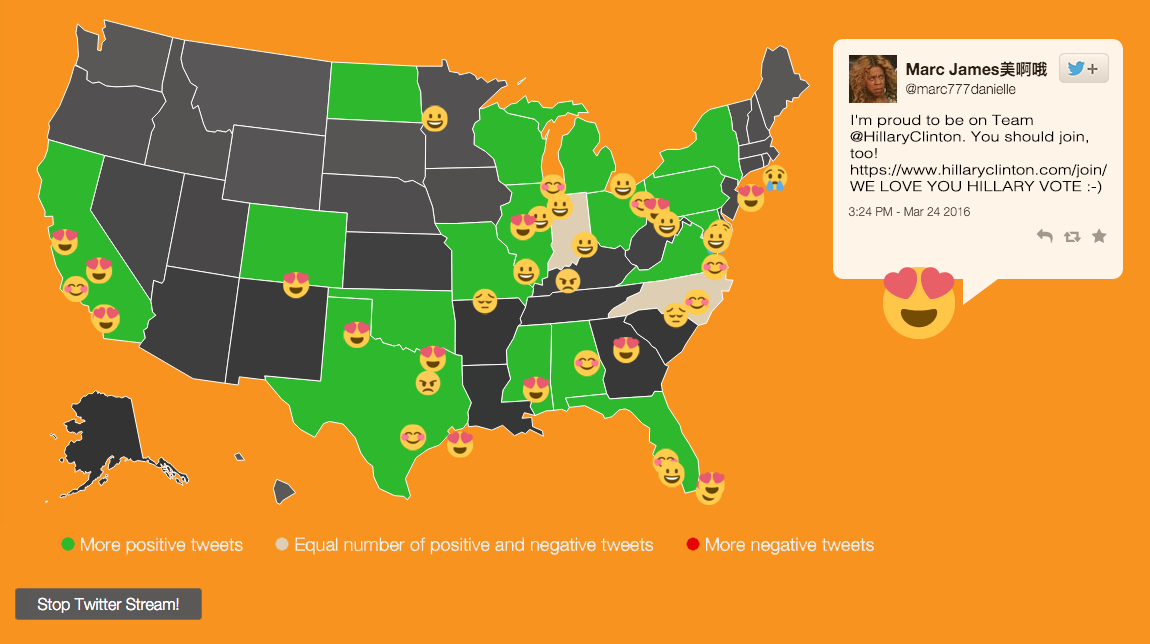 Marc James美啊哦
@marc777danielle
I'm proud to be on Team
@HillaryClinton. You should join,
too!
https://www.hillaryclinton.com/join/
WE LOVE YOU HILLARY VOTE :-)
3:24 PM - Mar 24 2016
More positive tweets
Equal number of positive and negative tweets
More negative tweets
Stop Twitter Stream!